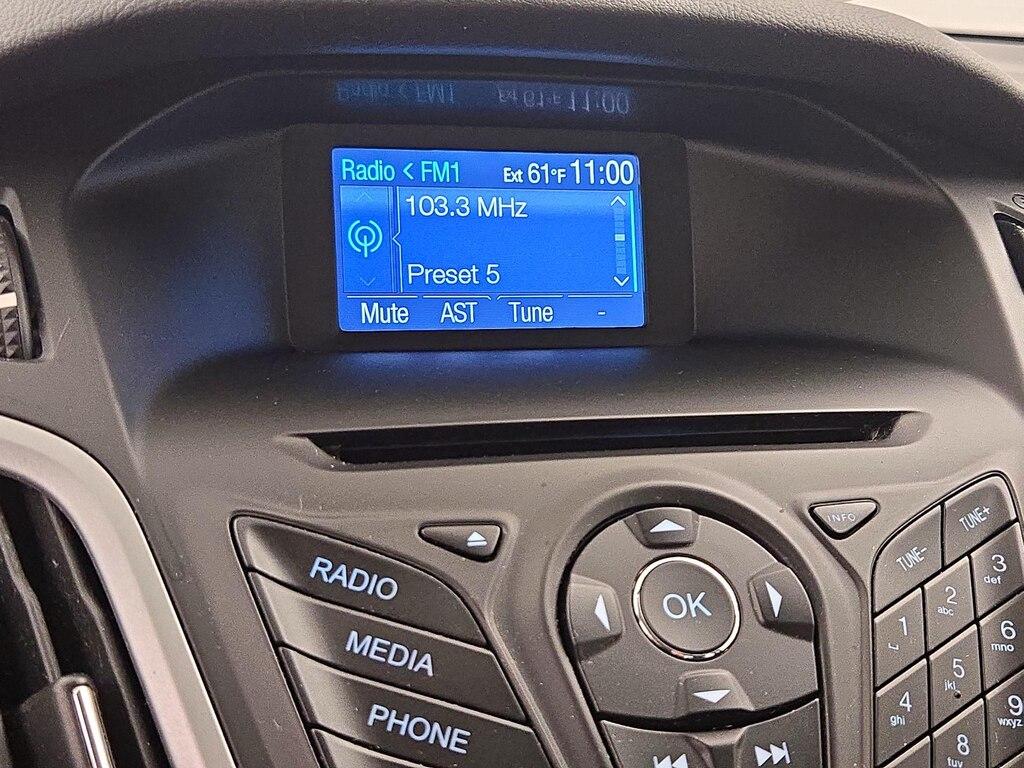 Radio < FM1 Ext 61°F 11:00
103.3 MHz
Preset 5
Mute AST Tune -
INFO
TUNE- TUNE+
RADIO
MEDIA
PHONE
OK
1
2 abc
3 def
4 ghi
5 jkl
6 mno
8 tuv
9 wxyz